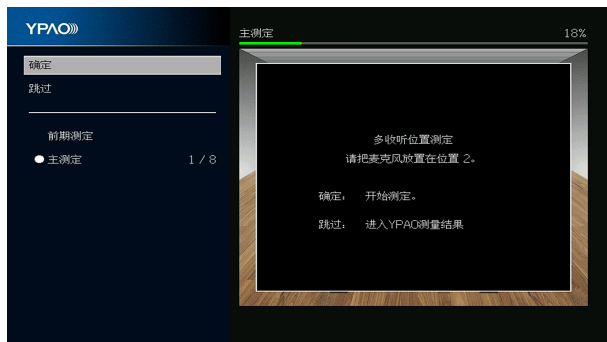 YPAO
确定
跳过
前期测定
主测定 1 / 8
主测定 18%
多收听位置测定
请把麦克风放置在位置 2。
确定: 开始测定。
跳过: 进入YPAO测量结果